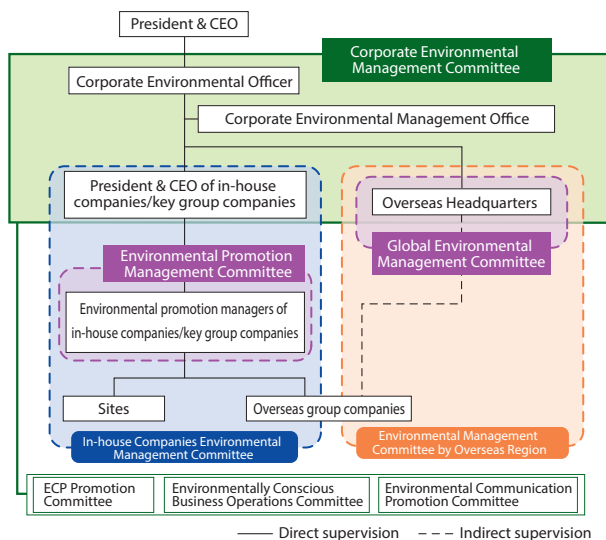 President & CEO
Corporate Environmental
Management Committee
Corporate Environmental Officer
Corporate Environmental Management Office
President & CEO of in-house
companies/key group companies
Overseas Headquarters
Environmental Promotion
Management Committee
Global Environmental
Management Committee
Environmental promotion managers of
in-house companies/key group companies
Sites
Overseas group companies
In-house Companies Environmental
Management Committee
Environmental Management
Committee by Overseas Region
ECP Promotion
Committee
Environmentally Conscious
Business Operations Committee
Environmental Communication
Promotion Committee
Direct supervision
Indirect supervision